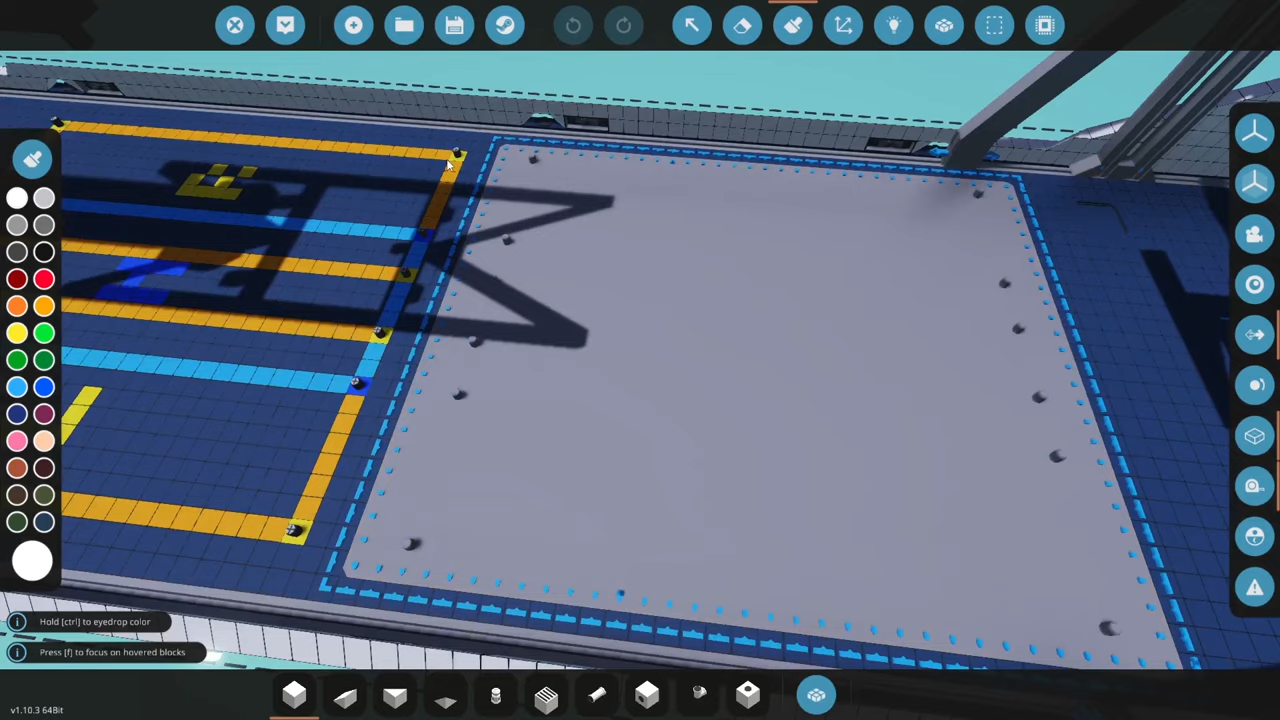 Hold [ctrl] to eyedrop color
Press [f] to focus on hovered blocks
v1.10.3 64Bit